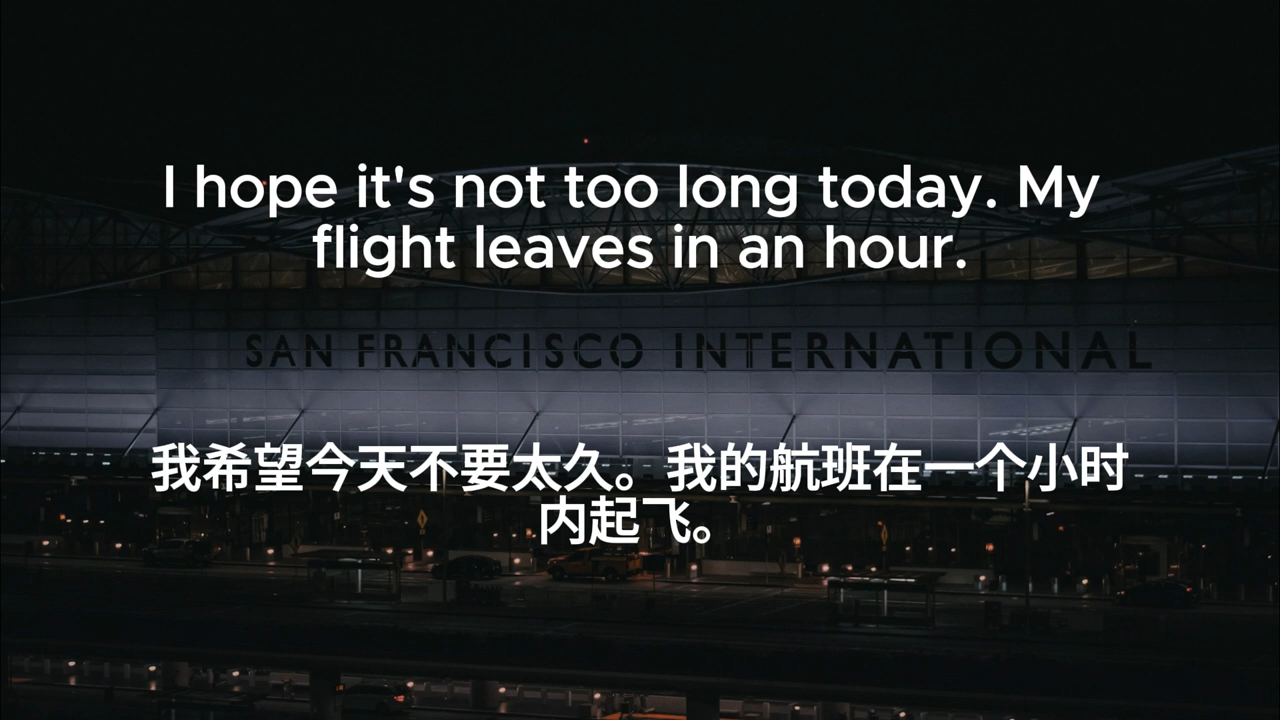 I hope it's not too long today. My
flight leaves in an hour.
SAN FRANCISCO INTERNATIONAL
我希望今天不要太久。我的航班在一个小时
内起飞。